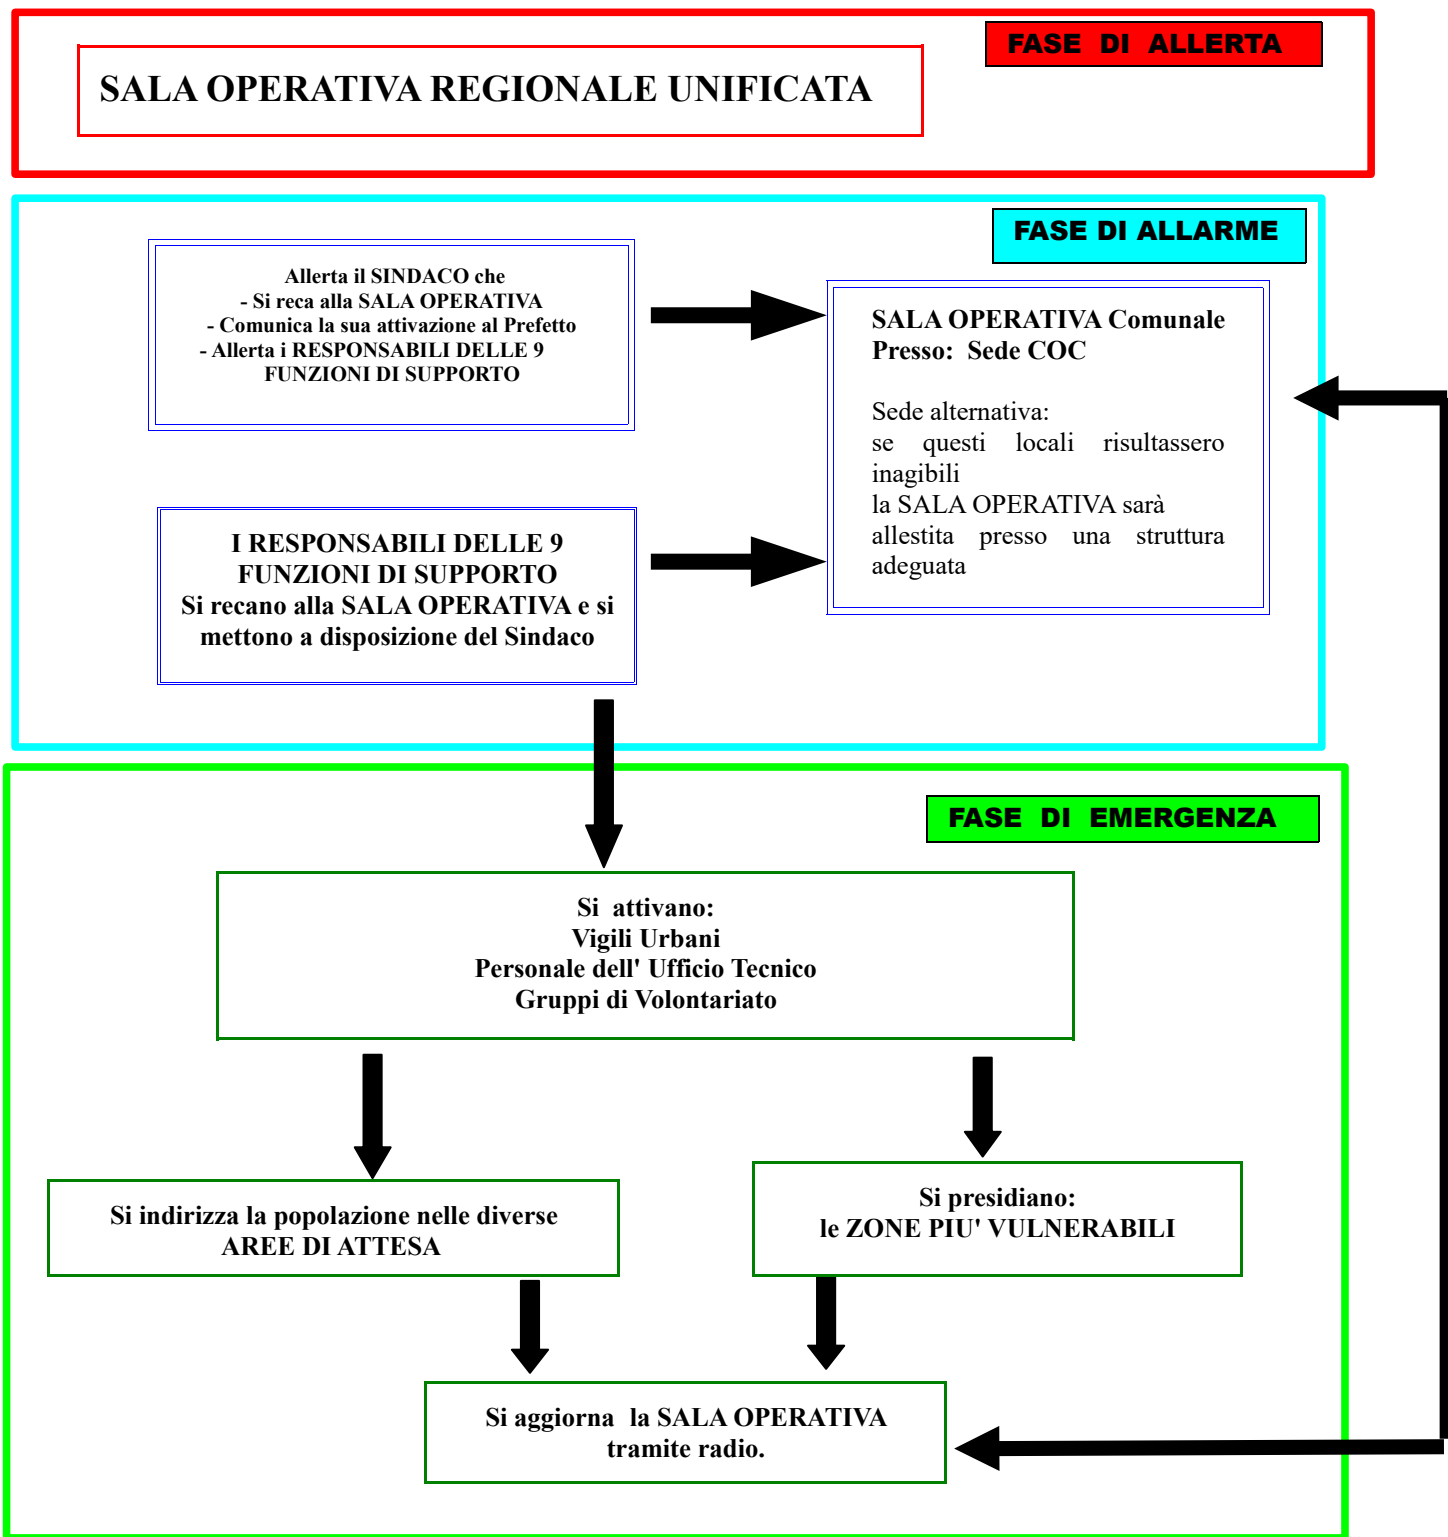 FASE DI ALLERTA
SALA OPERATIVA REGIONALE UNIFICATA
FASE DI ALLARME
Allerta il SINDACO che
- Si reca alla SALA OPERATIVA
- Comunica la sua attivazione al Prefetto
- Allerta i RESPONSABILI DELLE 9
FUNZIONI DI SUPPORTO
SALA OPERATIVA Comunale
Presso: Sede COC
Sede alternativa:
se questi locali risultassero
inagibili
la SALA OPERATIVA sarà
allestita presso una struttura
adeguata
I RESPONSABILI DELLE 9
FUNZIONI DI SUPPORTO
Si recano alla SALA OPERATIVA e si
mettono a disposizione del Sindaco
FASE DI EMERGENZA
Si attivano:
Vigili Urbani
Personale dell' Ufficio Tecnico
Gruppi di Volontariato
Si indirizza la popolazione nelle diverse
AREE DI ATTESA
Si presidiano:
le ZONE PIU' VULNERABILI
Si aggiorna la SALA OPERATIVA
tramite radio.